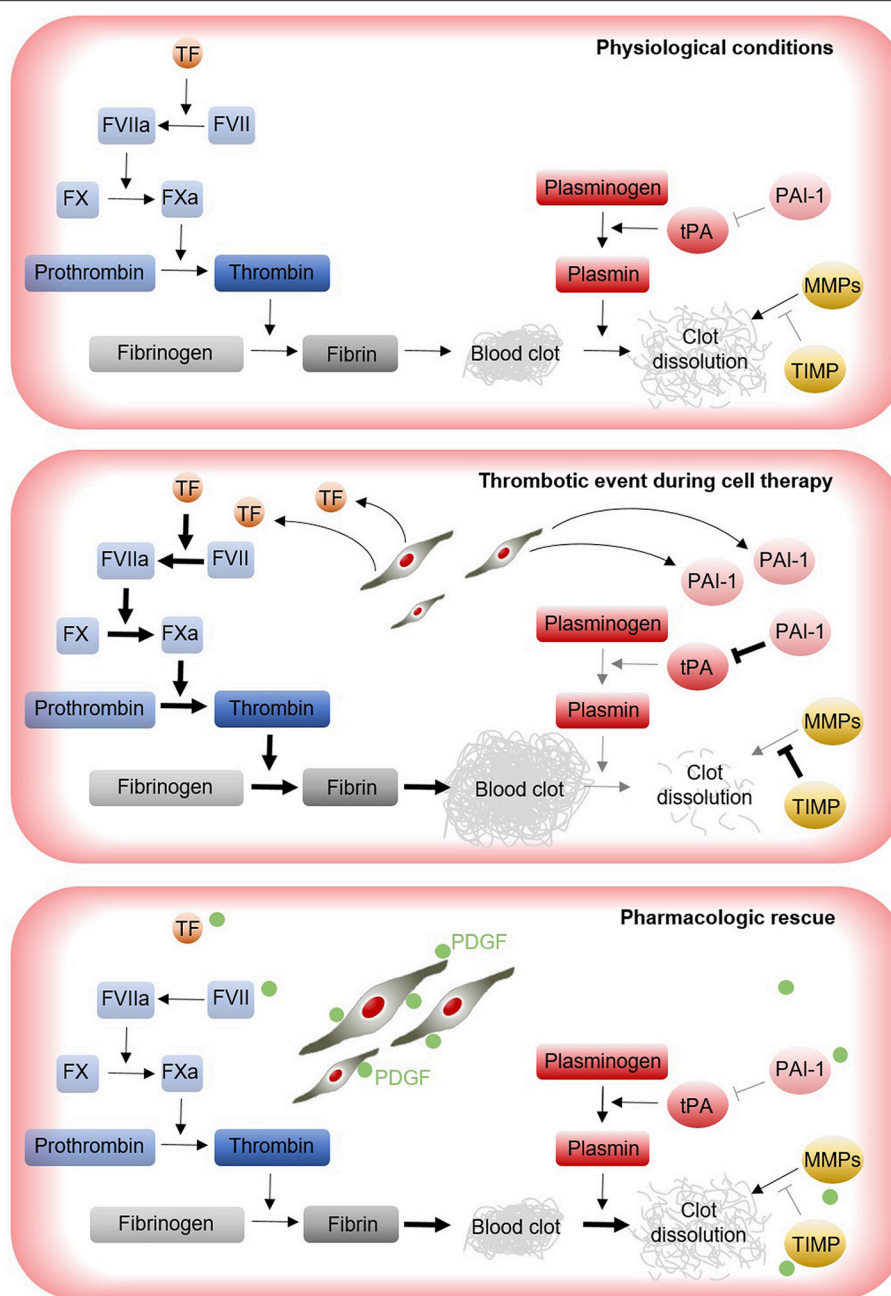 Physiological conditions
TF
FVIIa
FVII
FX
FXa
Plasminogen
PAI-1
tPA
Prothrombin
Thrombin
Plasmin
MMPs
Fibrinogen
Fibrin
Blood clot
Clot
dissolution
TIMP
Thrombotic event during cell therapy
TF
TF
TF
FVIIa
FVII
PAI-1
PAI-1
FX
FXa
Plasminogen
PAI-1
tPA
Prothrombin
Thrombin
Plasmin
MMPs
Fibrinogen
Fibrin
Blood clot
Clot
dissolution
TIMP
Pharmacologic rescue
TF
PDGF
FVIIa
FVII
FX
FXa
PDGF
Plasminogen
PAI-1
tPA
Prothrombin
Thrombin
Plasmin
MMPs
Fibrinogen
Fibrin
Blood clot
Clot
dissolution
TIMP